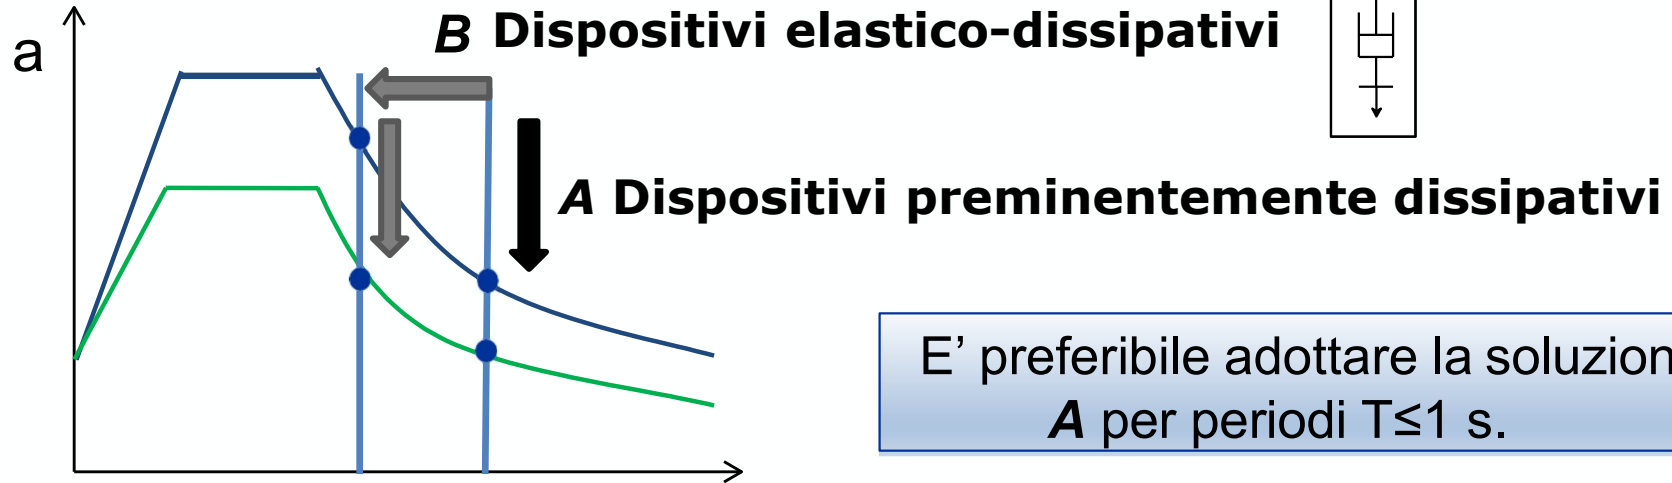 B Dispositivi elastico-dissipativi
a
A Dispositivi preminentemente dissipativi
E’ preferibile adottare la soluzion
A per periodi T≤1 s.